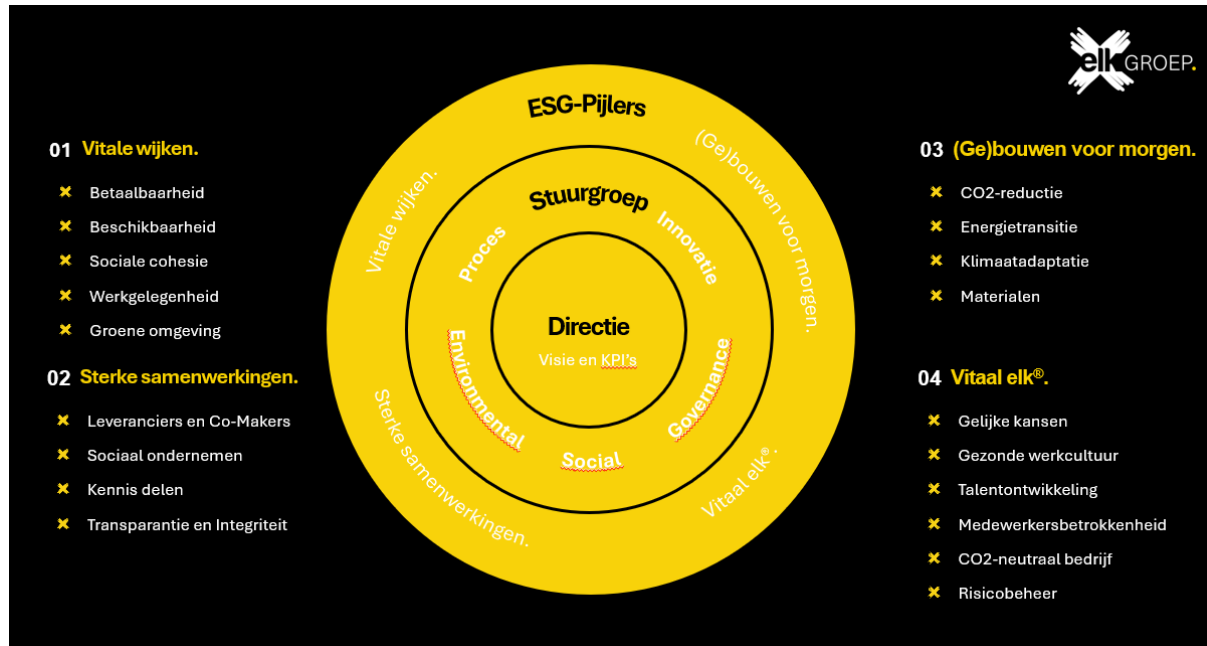 elk GROEP.
01 Vitale wijken.
Betaalbaarheid
Beschikbaarheid
Sociale cohesie
Werkgelegenheid
Groene omgeving
02 Sterke samenwerkingen.
Leveranciers en Co-Makers
Sociaal ondernemen
Kennis delen
Transparantie en Integriteit
ESG-Pijlers
Vitale wijken.
(Ge)bouwen voor morgen.
Sterke samenwerkingen.
Vitaal elk®.
Stuurgroep
Proces
Innovatie
Environmental
Social
Governance
Directie
Visie en KPI's
03 (Ge)bouwen voor morgen.
CO2-reductie
Energietransitie
Klimaatadaptatie
Materialen
04 Vitaal elk®.
Gelijke kansen
Gezonde werkcultuur
Talentontwikkeling
Medewerkersbetrokkenheid
CO2-neutraal bedrijf
Risicobeheer